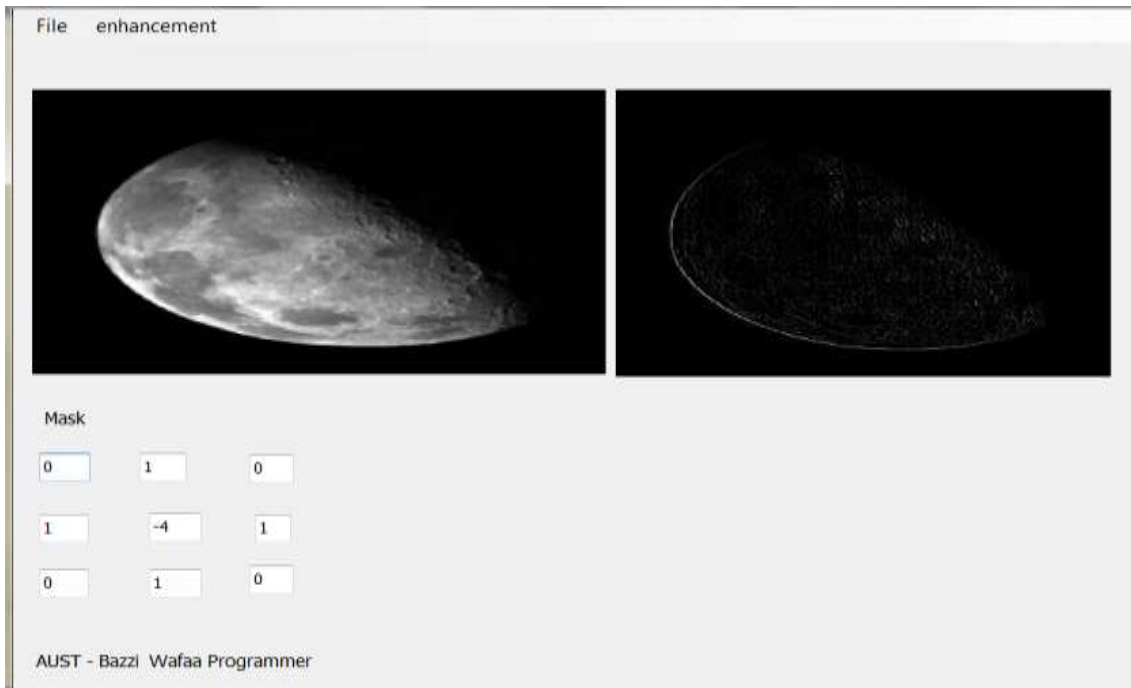 File enhancement
Mask
0 1 0
1 -4 1
0 1 0
AUST - Bazzi Wafaa Programmer